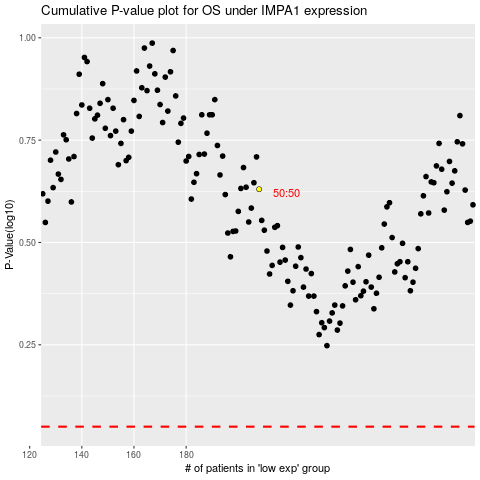 Cumulative P-value plot for OS under IMPA1 expression
1.00
0.75
0.50
0.25
P-Value(log10)
50:50
120 140 160 180
# of patients in 'low exp' group